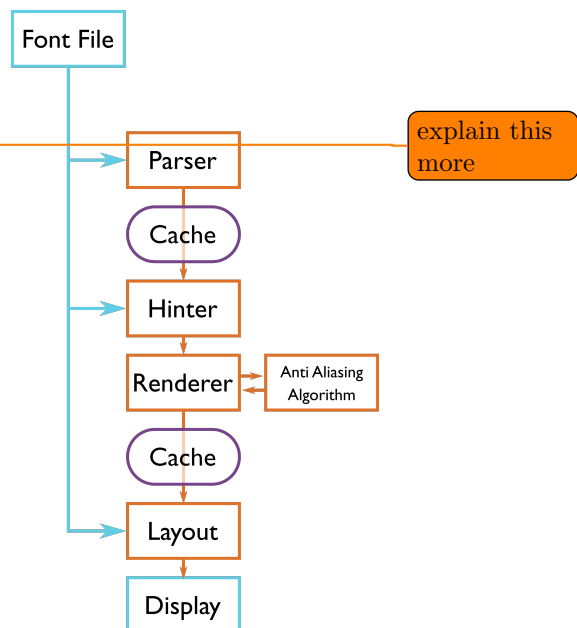 Font File
explain this
more
Parser
Cache
Hinter
Renderer
Anti Aliasing
Algorithm
Cache
Layout
Display